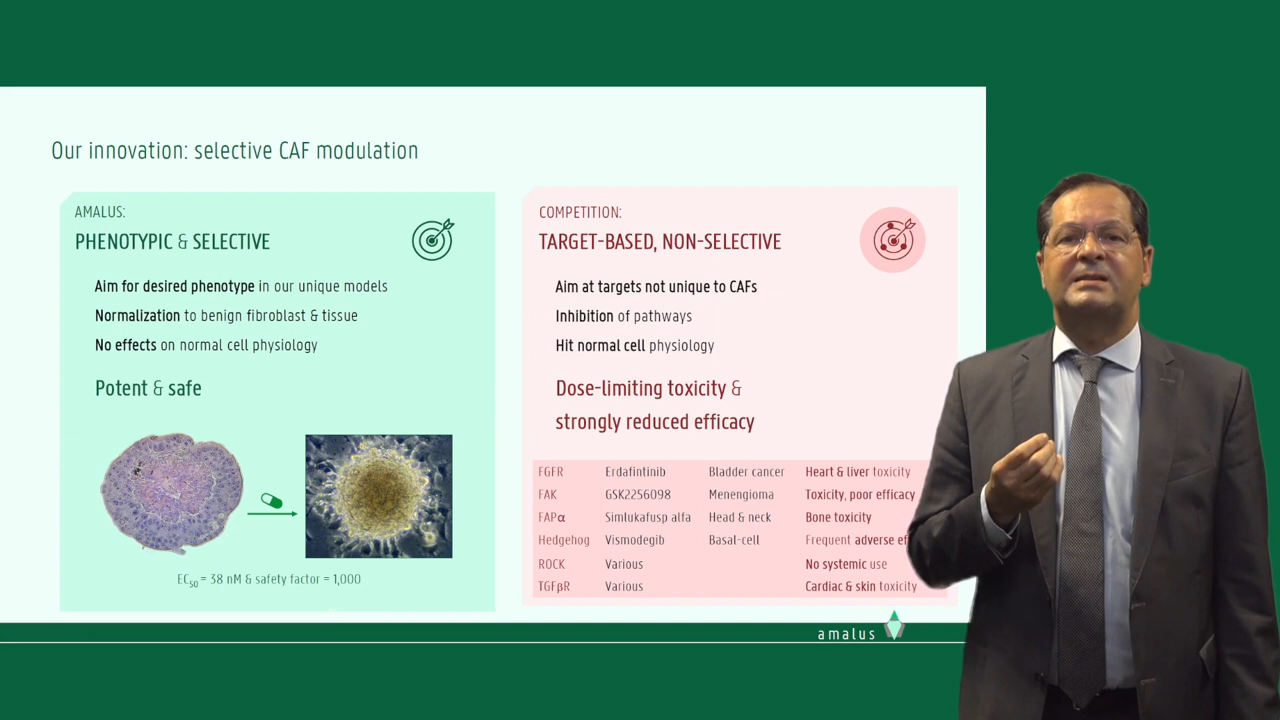 Our innovation: selective CAF modulation
AMALUS:
PHENOTYPIC & SELECTIVE
Aim for desired phenotype in our unique models
Normalization to benign fibroblast & tissue
No effects on normal cell physiology
Potent & safe
EC50 = 38 nM & safety factor = 1,000
COMPETITION:
TARGET-BASED, NON-SELECTIVE
Aim at targets not unique to CAFs
Inhibition of pathways
Hit normal cell physiology
Dose-limiting toxicity &
strongly reduced efficacy
FGFR Erdafintinib Bladder cancer Heart & liver toxicity
FAK GSK2256098 Menengioma Toxicity, poor efficacy
FAPα Simlukafusp alfa Head & neck Bone toxicity
Hedgehog Vismodegib Basal-cell Frequent adverse
ROCK Various No systemic use
TGFβR Various Cardiac & skin toxicity
amalus